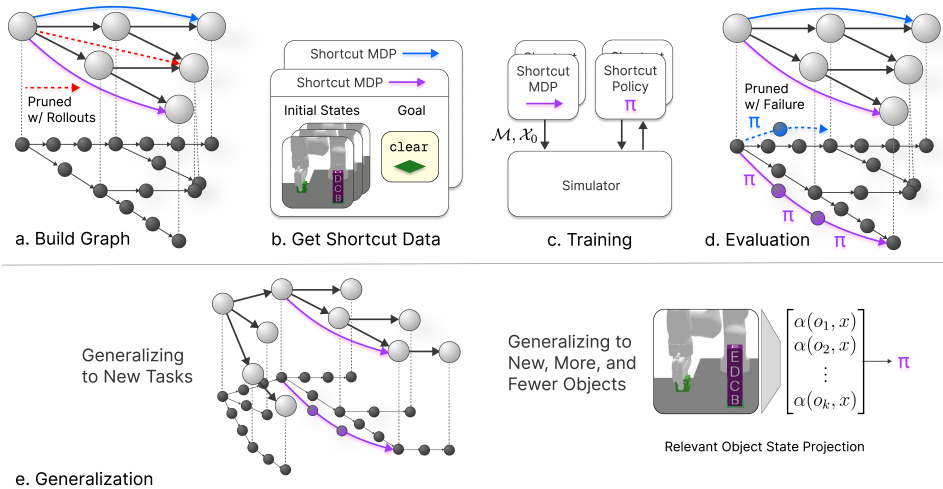 Pruned
w/ Rollouts
a. Build Graph
Shortcut MDP
Shortcut MDP
Initial States
Goal
clear
E
D
C
B
b. Get Shortcut Data
Shortcut
MDP
Shortcut
Policy
π
M, X₀
Simulator
c. Training
Pruned
w/ Failure
π
π
π
π
π
d. Evaluation
Generalizing
to New Tasks
e. Generalization
Generalizing to
New, More, and
Fewer Objects
E
D
C
B
α(o₁, x)
α(o₂, x)
⋮
α(oₖ, x)
π
Relevant Object State Projection